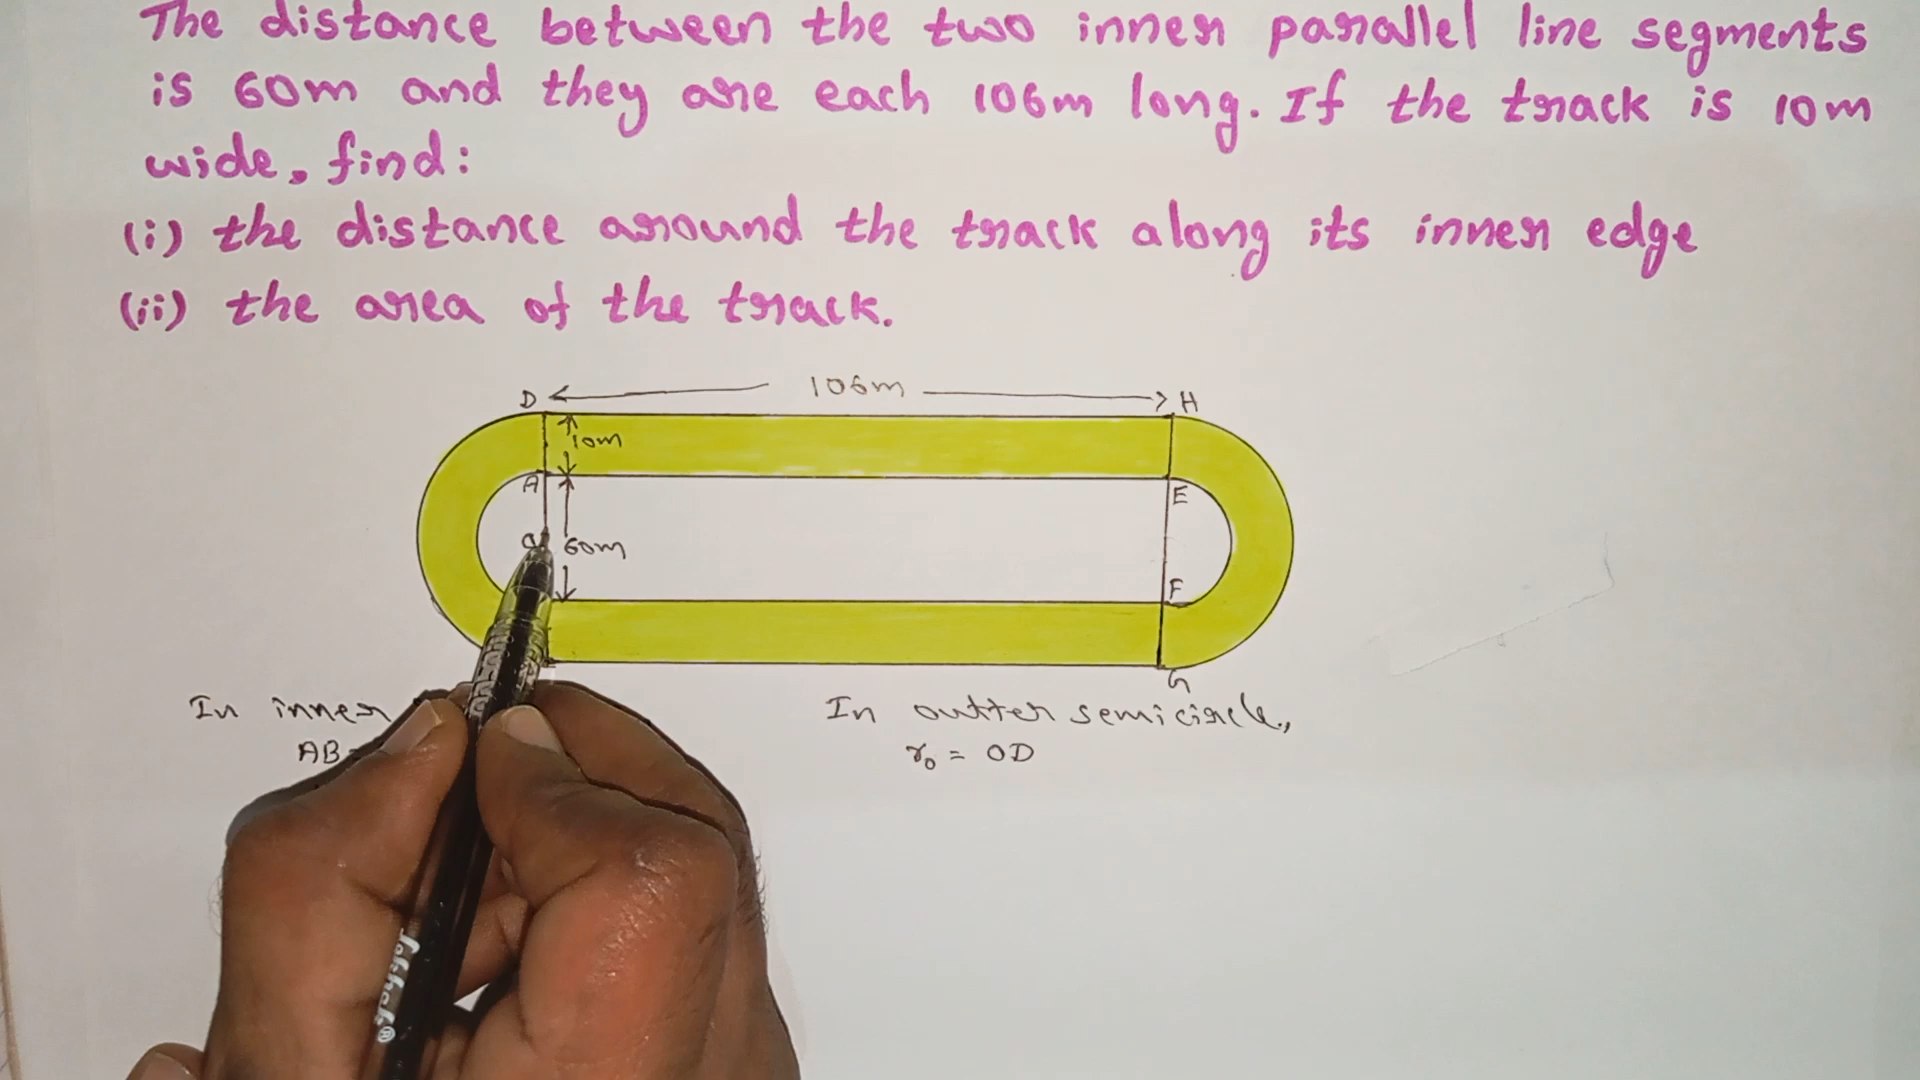 The distance between the two inner parallel line segments
is 60m and they are each 106m long. If the track is 10m
wide, find:
(i) the distance around the track along its inner edge
(ii) the area of the track.
D 106m H
10m
A E
O 60m
F
G
In inner In outter semicircle,
AB= r₀ = OD